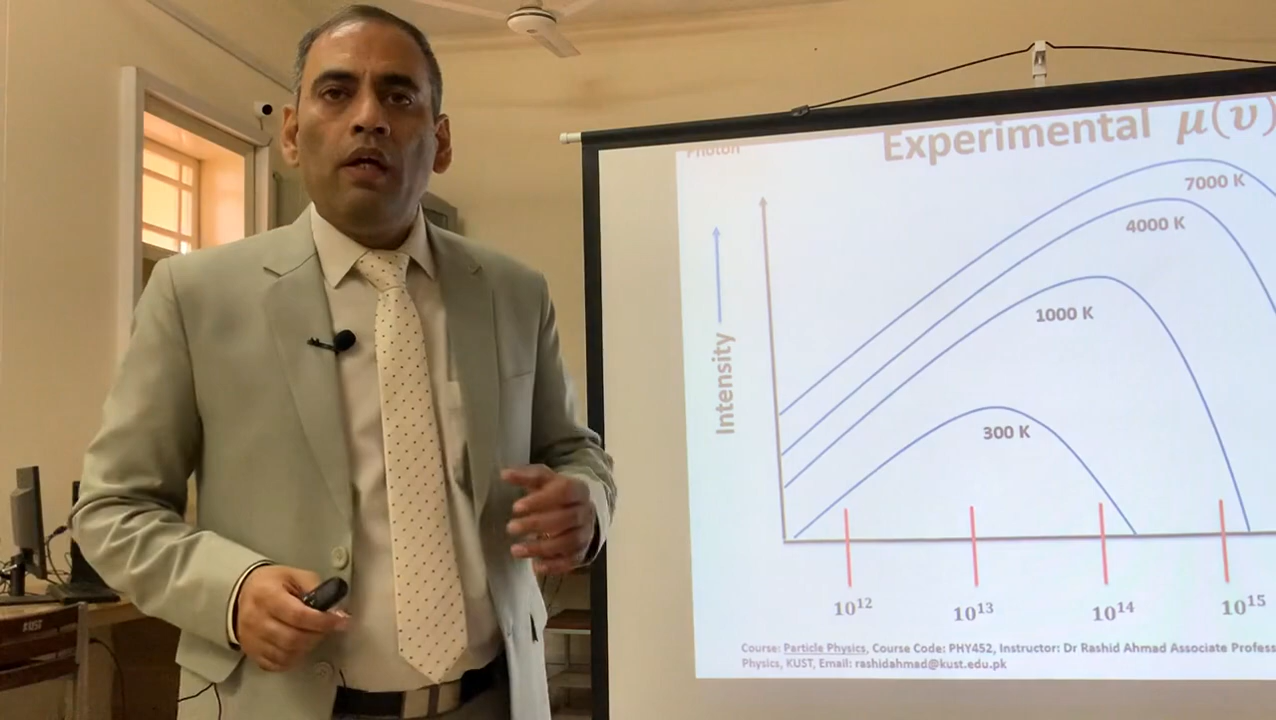 Experimental μ(υ)
Photon
7000 K
4000 K
1000 K
Intensity
300 K
10¹² 10¹³ 10¹⁴ 10¹⁵
Course: Particle Physics, Course Code: PHY452, Instructor: Dr Rashid Ahmad Associate Profess
Physics, KUST, Email: rashidahmad@kust.edu.pk
KUST